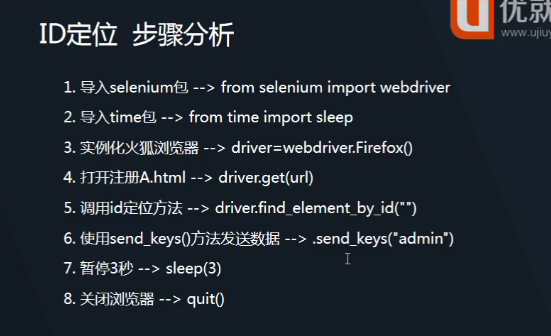 优就
www.ujiuy
ID定位 步骤分析
1. 导入selenium包 --> from selenium import webdriver
2. 导入time包 --> from time import sleep
3. 实例化火狐浏览器 --> driver=webdriver.Firefox()
4. 打开注册A.html --> driver.get(url)
5. 调用id定位方法 --> driver.find_element_by_id("")
6. 使用send_keys()方法发送数据 --> .send_keys("admin")
7. 暂停3秒 --> sleep(3)
8. 关闭浏览器 --> quit()